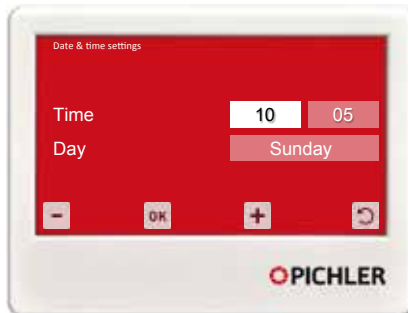 Date & time settings
Time 10 05
Day Sunday
- OK +
PICHLER